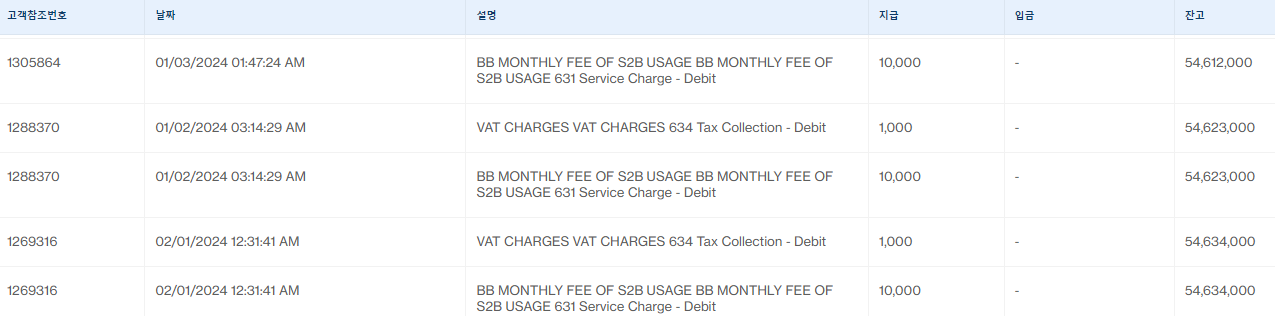 고객참조번호 날짜 설명 지급 입금 잔고
1305864 01/03/2024 01:47:24 AM BB MONTHLY FEE OF S2B USAGE BB MONTHLY FEE OF 10,000 - 54,612,000
S2B USAGE 631 Service Charge - Debit
1288370 01/02/2024 03:14:29 AM VAT CHARGES VAT CHARGES 634 Tax Collection - Debit 1,000 - 54,623,000
1288370 01/02/2024 03:14:29 AM BB MONTHLY FEE OF S2B USAGE BB MONTHLY FEE OF 10,000 - 54,623,000
S2B USAGE 631 Service Charge - Debit
1269316 02/01/2024 12:31:41 AM VAT CHARGES VAT CHARGES 634 Tax Collection - Debit 1,000 - 54,634,000
1269316 02/01/2024 12:31:41 AM BB MONTHLY FEE OF S2B USAGE BB MONTHLY FEE OF 10,000 - 54,634,000
S2B USAGE 631 Service Charge - Debit